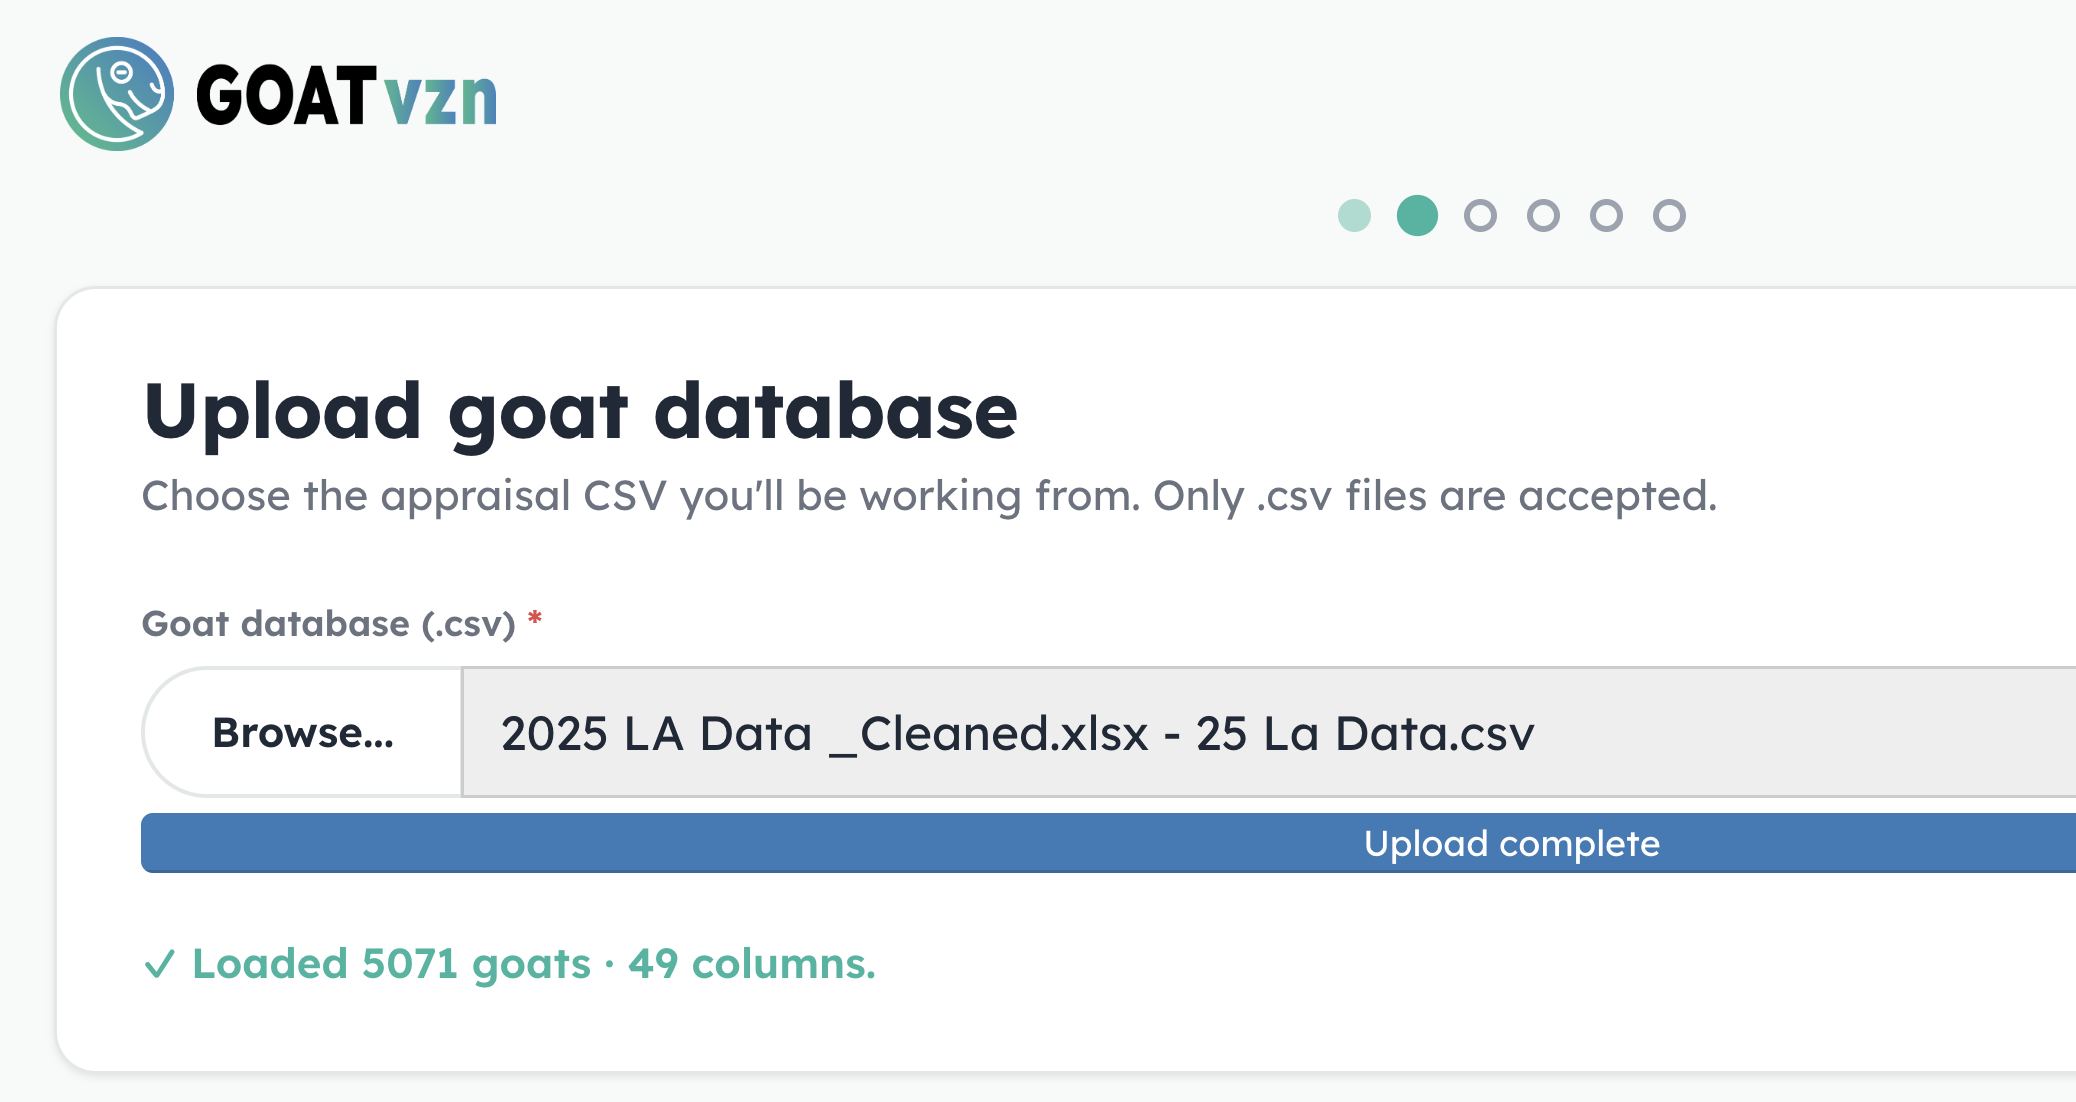 GOATvzn
Upload goat database
Choose the appraisal CSV you'll be working from. Only .csv files are accepted.
Goat database (.csv) *
Browse...
2025 LA Data _Cleaned.xlsx - 25 La Data.csv
Upload complete
✓ Loaded 5071 goats · 49 columns.